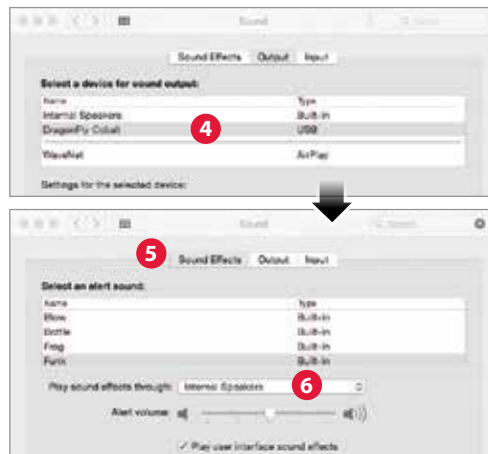 Sound
Sound Effects Output Input
Select a device for sound output:
Name Type
Internal Speakers Built-in
DragonFly Cobalt 4 USB
WaveNet AirPlay
Settings for the selected device:
Sound Search
5 Sound Effects Output Input
Select an alert sound:
Name Type
Blow Built-in
Bottle Built-in
Frog Built-in
Funk Built-in
Play sound effects through: Internal Speakers 6
Alert volume:
✓ Play user interface sound effects